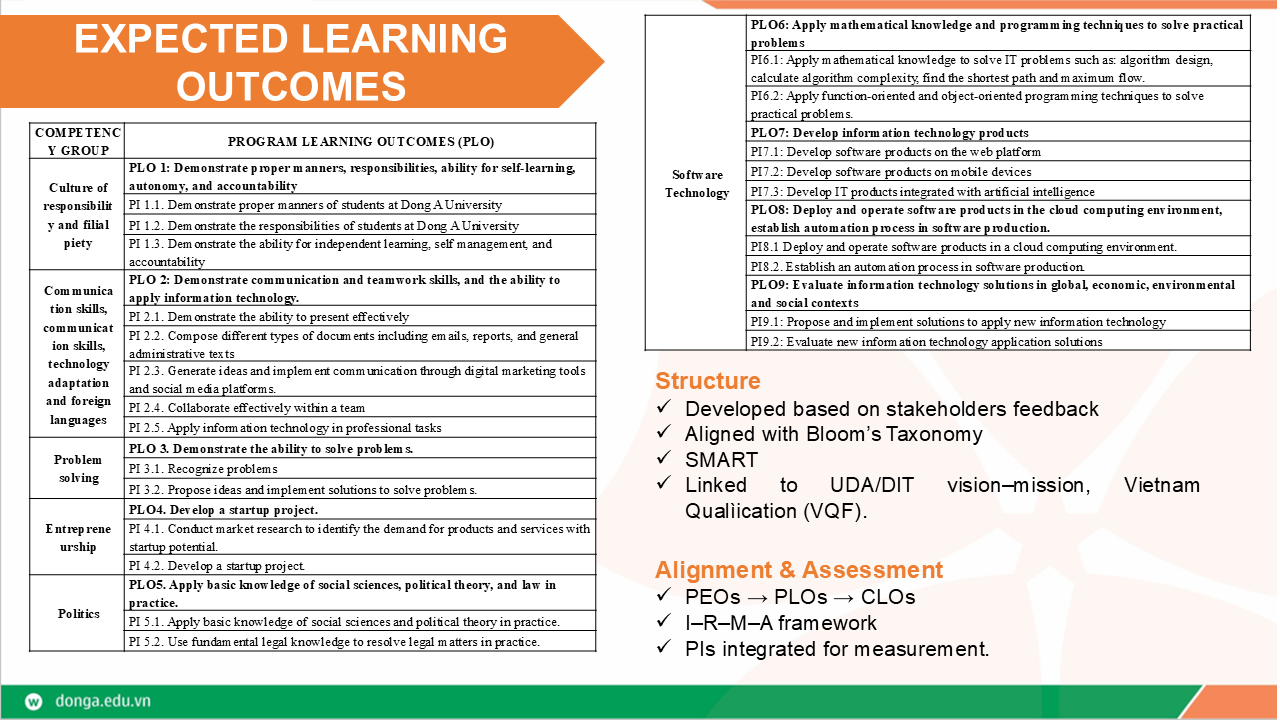 EXPECTED LEARNING
OUTCOMES
COMPETENC
Y GROUP
PROGRAM LEARNING OUTCOMES (PLO)
Culture of
responsibilit
y and filial
piety
PLO 1: Demonstrate proper manners, responsibilities, ability for self-learning,
autonomy, and accountability
PI 1.1. Demonstrate proper manners of students at Dong A University
PI 1.2. Demonstrate the responsibilities of students at Dong A University
PI 1.3. Demonstrate the ability for independent learning, self management, and
accountability
Communica
tion skills,
communicat
ion skills,
technology
adaptation
and foreign
languages
PLO 2: Demonstrate communication and teamwork skills, and the ability to
apply information technology.
PI 2.1. Demonstrate the ability to present effectively
PI 2.2. Compose different types of documents including emails, reports, and general
administrative texts
PI 2.3. Generate ideas and implement communication through digital marketing tools
and social media platforms.
PI 2.4. Collaborate effectively within a team
PI 2.5. Apply information technology in professional tasks
Problem
solving
PLO 3. Demonstrate the ability to solve problems.
PI 3.1. Recognize problems
PI 3.2. Propose ideas and implement solutions to solve problems.
Entreprene
urship
PLO4. Develop a startup project.
PI 4.1. Conduct market research to identify the demand for products and services with
startup potential.
PI 4.2. Develop a startup project.
Politics
PLO5. Apply basic knowledge of social sciences, political theory, and law in
practice.
PI 5.1. Apply basic knowledge of social sciences and political theory in practice.
PI 5.2. Use fundamental legal knowledge to resolve legal matters in practice.
Software
Technology
PLO6: Apply mathematical knowledge and programming techniques to solve practical
problems
PI6.1: Apply mathematical knowledge to solve IT problems such as: algorithm design,
calculate algorithm complexity, find the shortest path and maximum flow.
PI6.2: Apply function-oriented and object-oriented programming techniques to solve
practical problems.
PLO7: Develop information technology products
PI7.1: Develop software products on the web platform
PI7.2: Develop software products on mobile devices
PI7.3: Develop IT products integrated with artificial intelligence
PLO8: Deploy and operate software products in the cloud computing environment,
establish automation process in software production.
PI8.1 Deploy and operate software products in a cloud computing environment.
PI8.2. Establish an automation process in software production.
PLO9: Evaluate information technology solutions in global, economic, environmental
and social contexts
PI9.1: Propose and implement solutions to apply new information technology
PI9.2: Evaluate new information technology application solutions
Structure
✓ Developed based on stakeholders feedback
✓ Aligned with Bloom’s Taxonomy
✓ SMART
✓ Linked to UDA/DIT vision–mission, Vietnam
Qualìication (VQF).
Alignment & Assessment
✓ PEOs → PLOs → CLOs
✓ I–R–M–A framework
✓ PIs integrated for measurement.
w donga.edu.vn